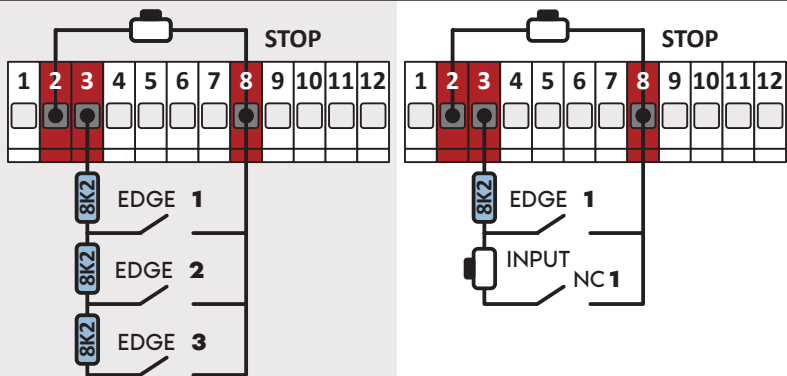 STOP
1 2 3 4 5 6 7 8 9 10 11 12
8K2 EDGE 1
8K2 EDGE 2
8K2 EDGE 3
STOP
1 2 3 4 5 6 7 8 9 10 11 12
8K2 EDGE 1
INPUT
NC 1